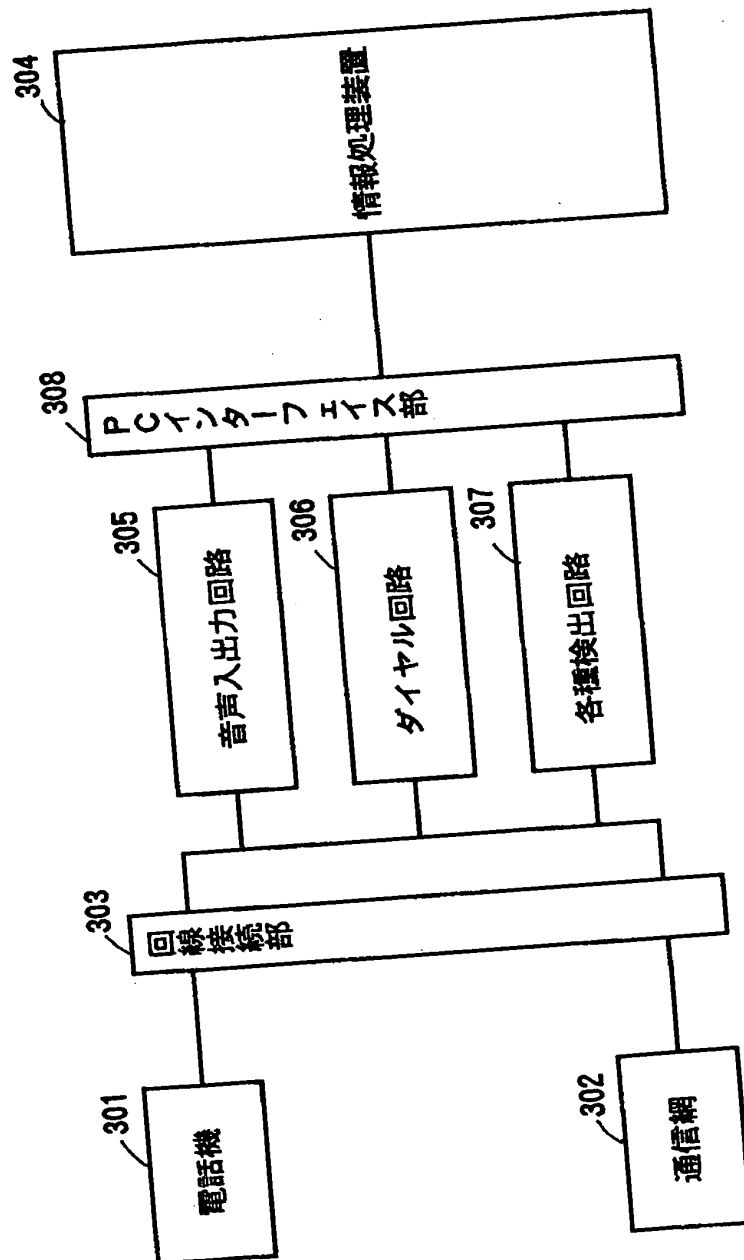 301
電話機
302
通信網
303
回線接続部
305
音声入出力回路
306
ダイヤル回路
307
各種検出回路
308
PCインターフェイス部
304
情報処理装置